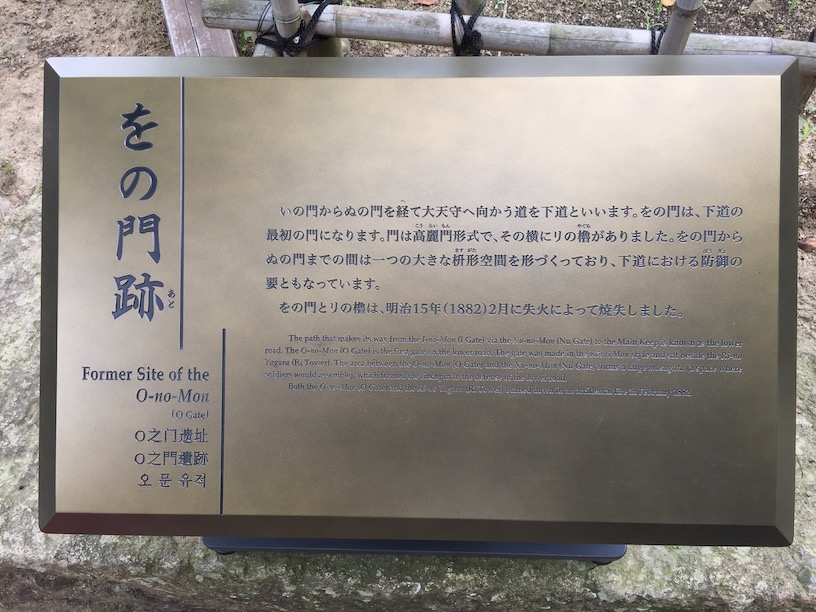 をの門跡
あと
Former Site of the
O-no-Mon
(O Gate)
O之门遗址
O之門遺跡
오 문 유적
いの門からぬの門を経て大天守へ向かう道を下道といいます。をの門は、下道の
最初の門になります。門は高麗門形式で、その横にリの櫓がありました。をの門から
ぬの門までの間は一つの大きな枡形空間を形づくっており、下道における防御の
要ともなっています。
をの門とリの櫓は、明治15年(1882)2月に失火によって焼失しました。
The path that makes its way from the I-no-Mon (I Gate) via the Nu-no-Mon (Nu Gate) to the Main Keep is known as the lower
road. The O-no-Mon (O Gate) is the first gate on the lower road. The gate was made in the Mon style and sat beside the Ri-no
Yagura (Ri Tower). The area between the O-no-Mon (O Gate) and the Nu-no-Mon (Nu Gate) forms a large masugata (a space where
soldiers would assemble), which formed the linchpin in the defense of the lower road.
Both the O-no-Mon (O Gate) and the Ri-no Yagura (Ri Tower) burned down in an accidental fire in February 1882.